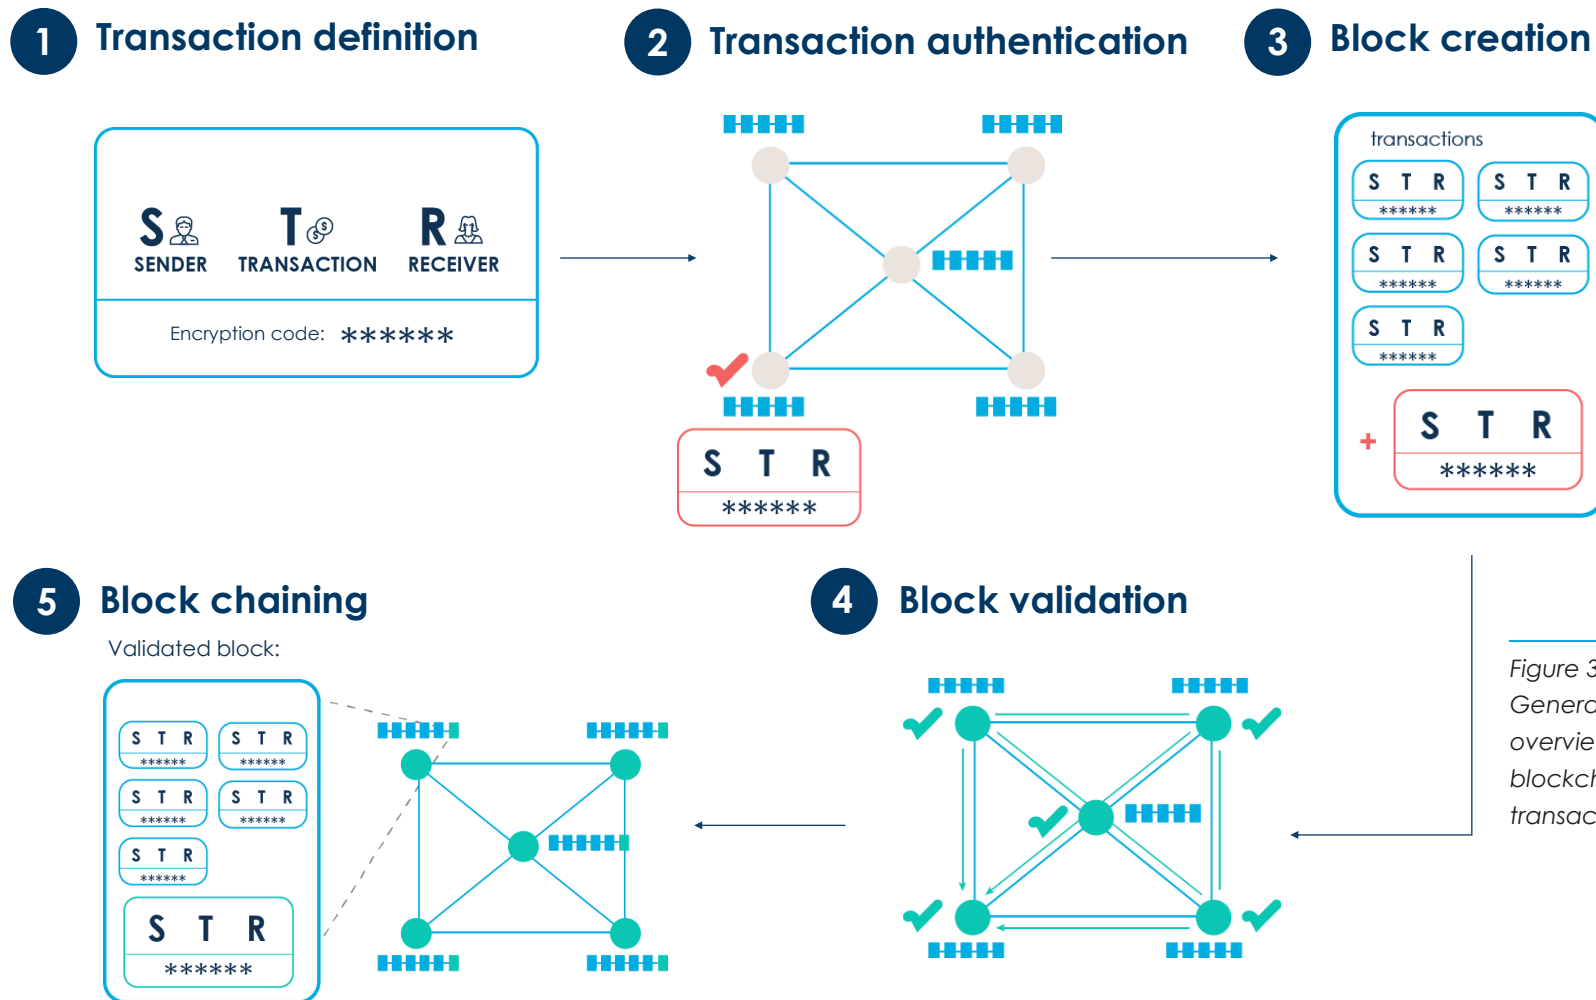 1 Transaction definition
S T R
SENDER TRANSACTION RECEIVER
Encryption code: ******
2 Transaction authentication
S T R
******
3 Block creation
transactions
S T R S T R
****** ******
S T R S T R
****** ******
S T R
******
+ S T R
******
4 Block validation
5 Block chaining
Validated block:
S T R S T R
****** ******
S T R S T R
****** ******
S T R
******
S T R
******
Figure 3